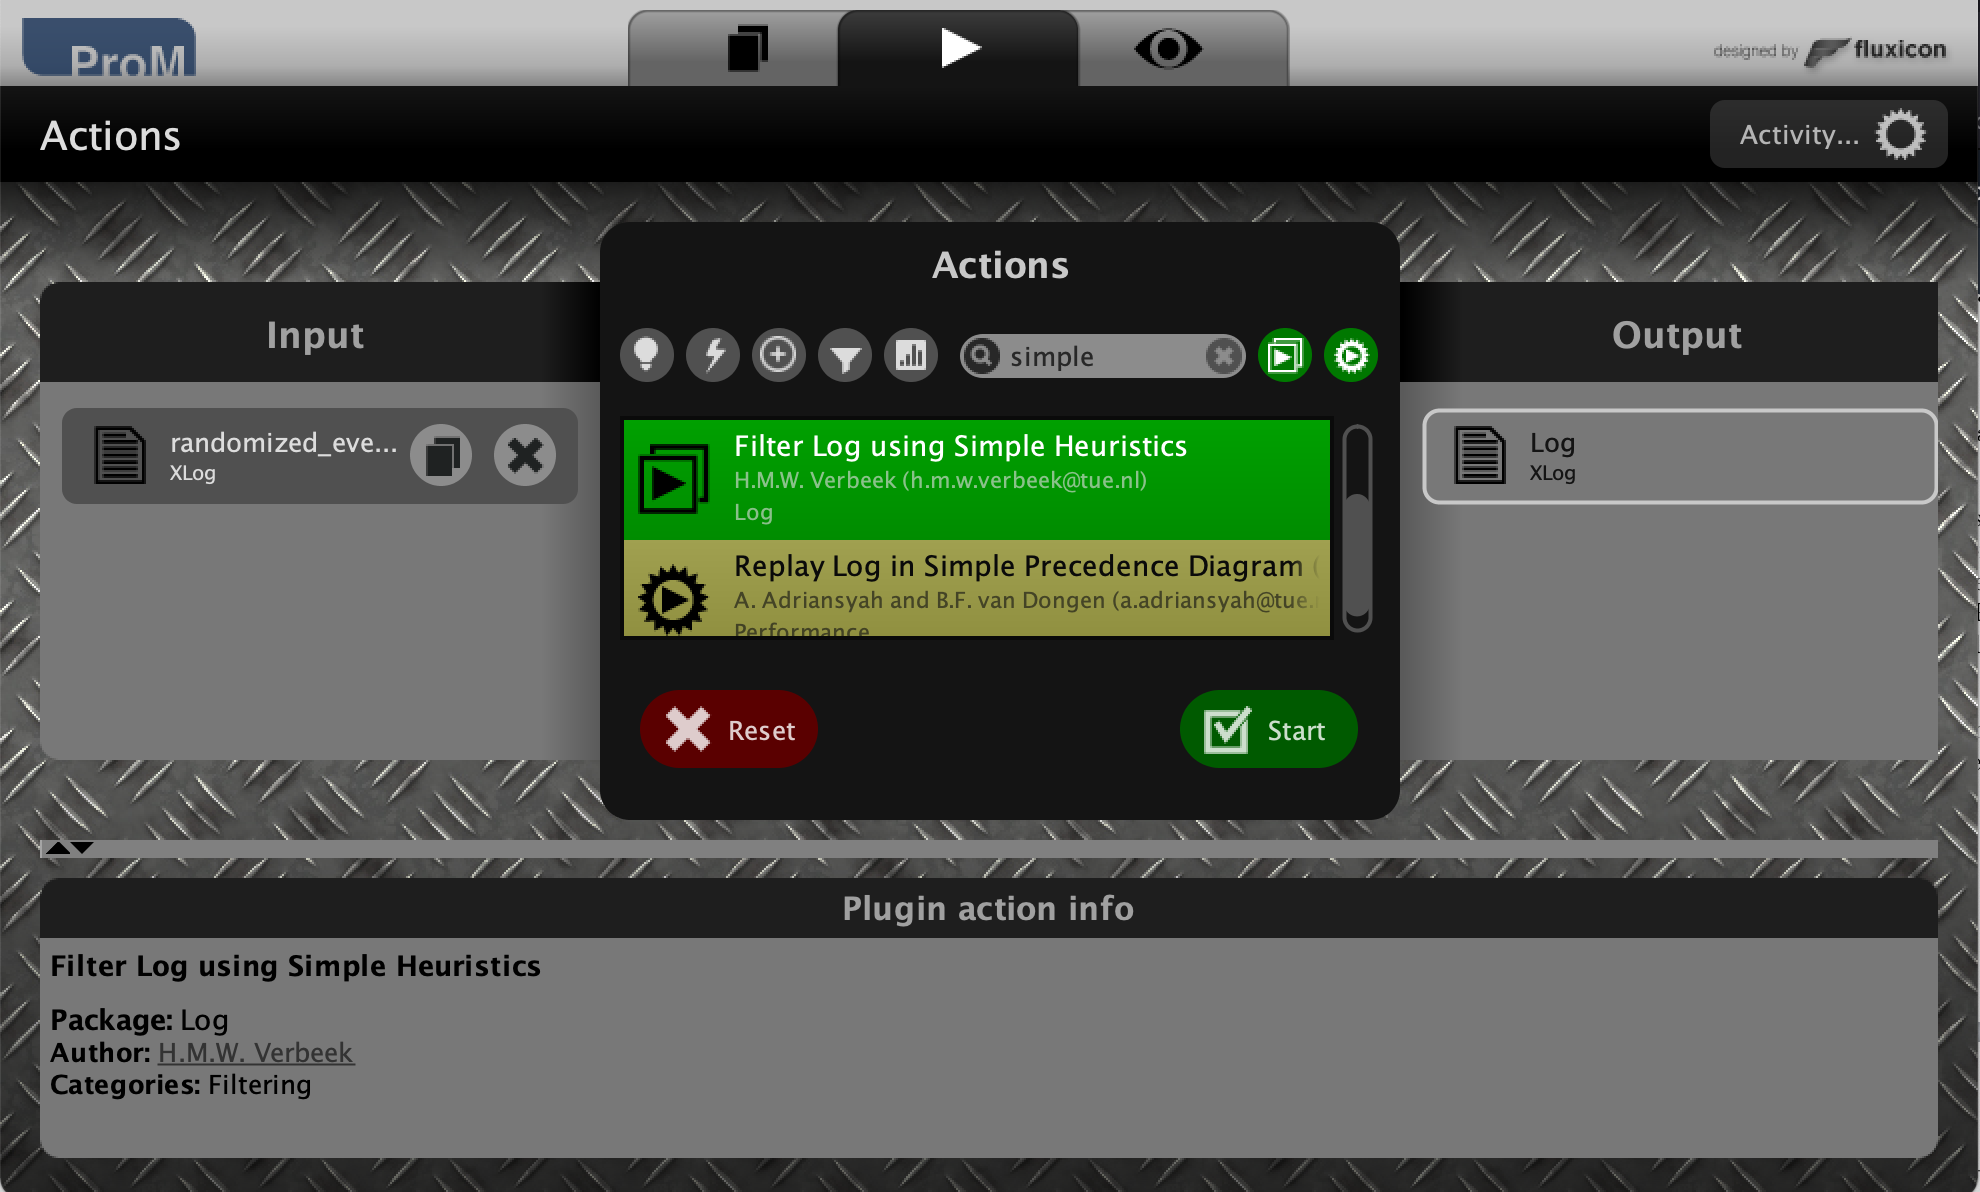 ProM
designed by fluxicon
Actions
Activity...
Actions
Input
simple
Output
randomized_eve...
XLog
Filter Log using Simple Heuristics
H.M.W. Verbeek (h.m.w.verbeek@tue.nl)
Log
Replay Log in Simple Precedence Diagram (
A. Adriansyah and B.F. van Dongen (a.adriansyah@tue.
Performance
Log
XLog
Reset
Start
Plugin action info
Filter Log using Simple Heuristics
Package: Log
Author: H.M.W. Verbeek
Categories: Filtering